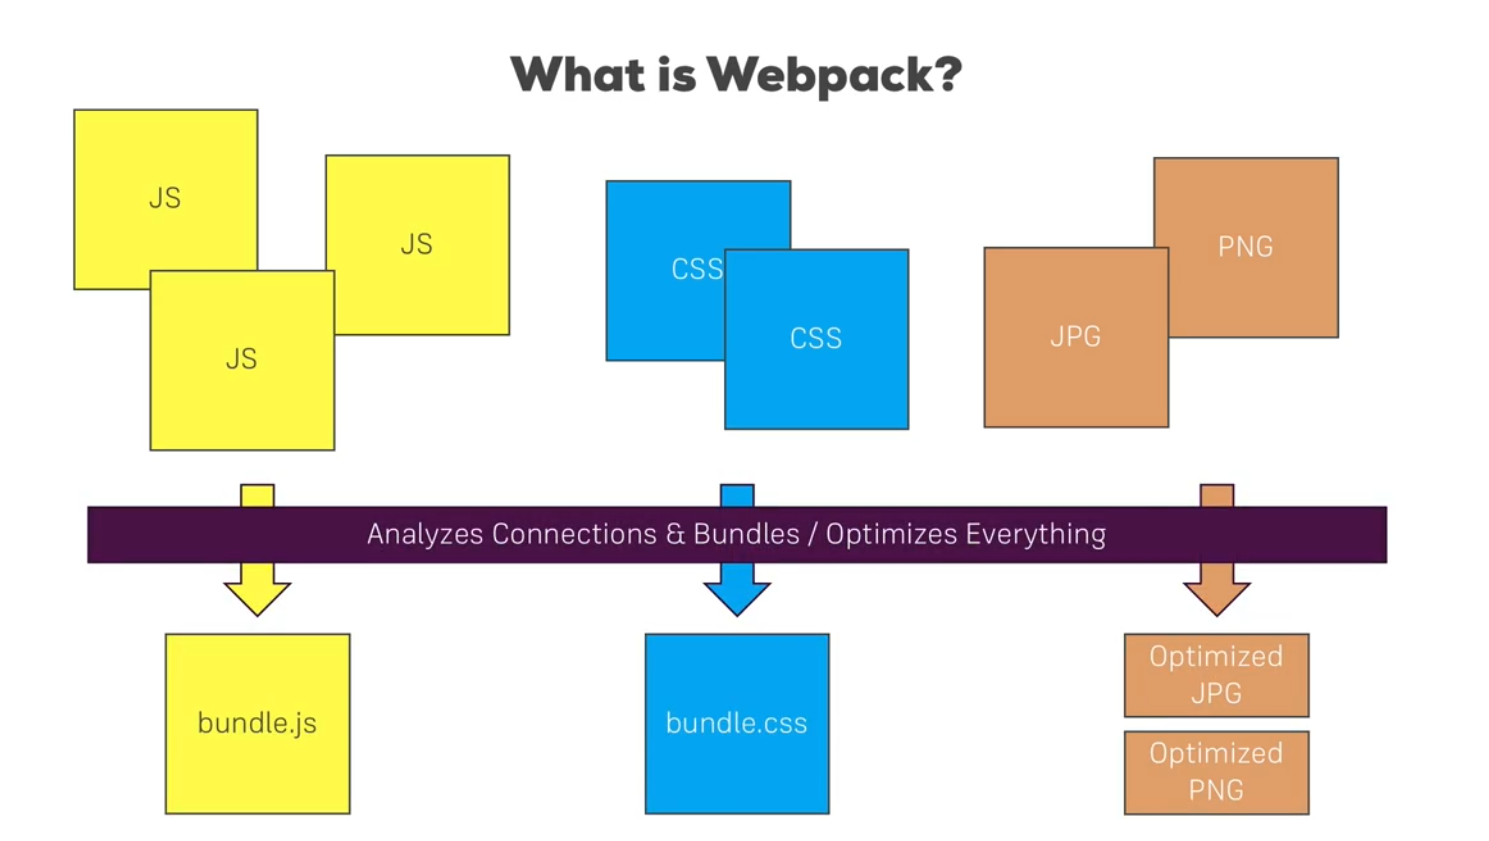 What is Webpack?
JS
JS
JS
CSS
CSS
PNG
JPG
Analyzes Connections & Bundles / Optimizes Everything
bundle.js
bundle.css
Optimized
JPG
Optimized
PNG